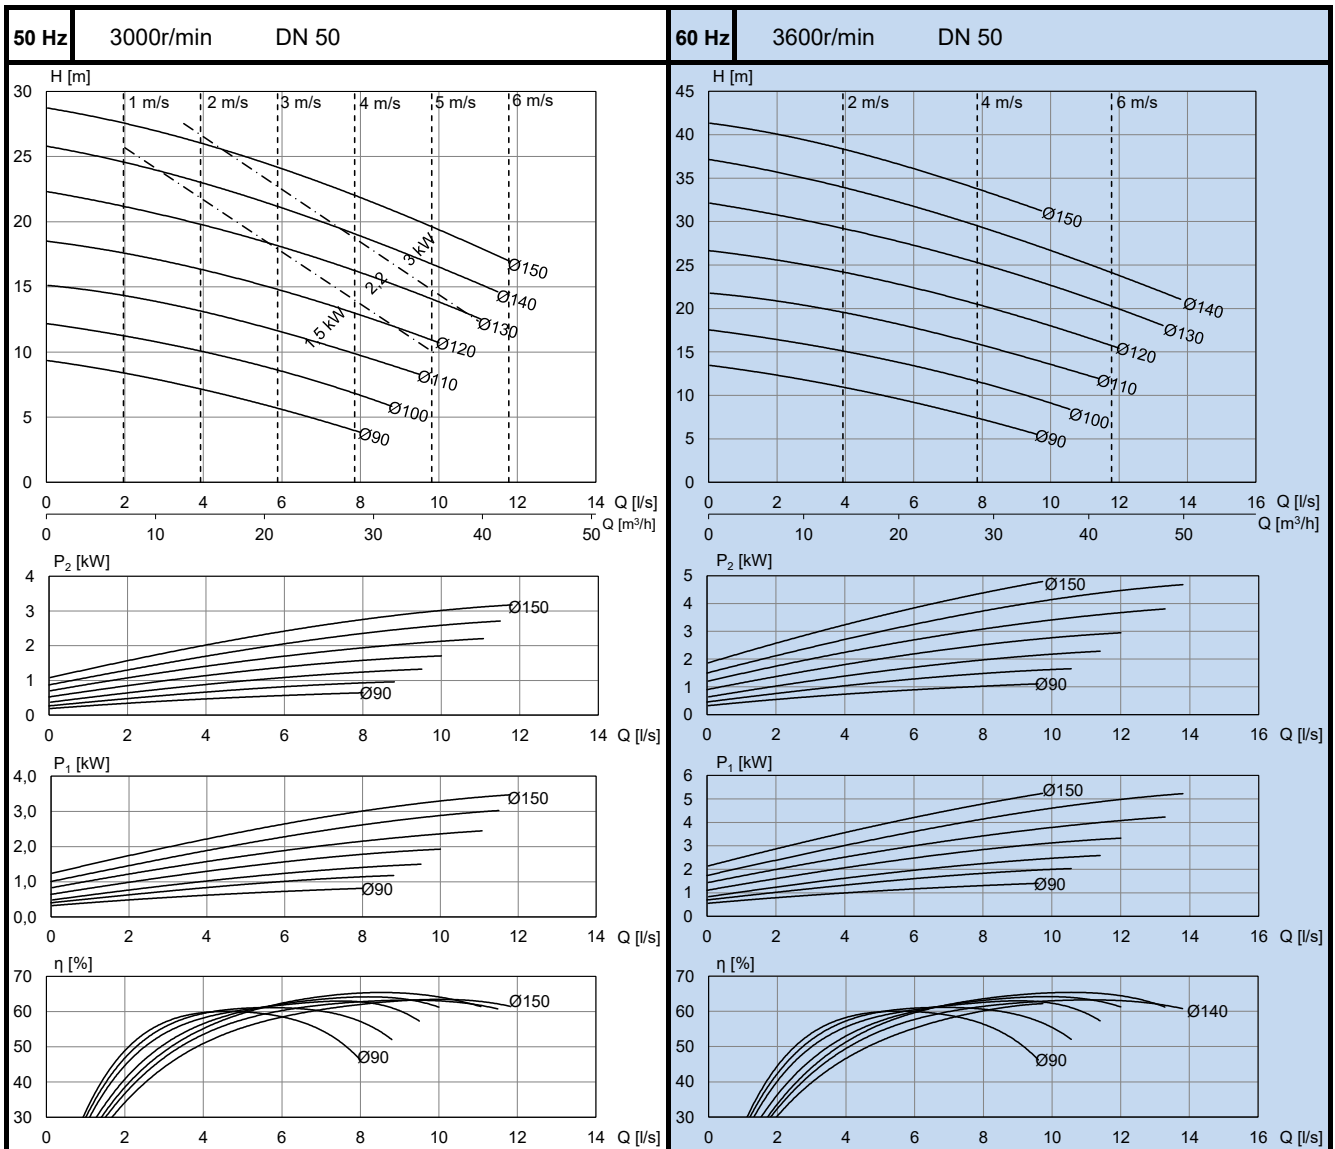 50 Hz 3000r/min DN 50
H [m]
30 25 20 15 10 5 0
1 m/s 2 m/s 3 m/s 4 m/s 5 m/s 6 m/s
1,5 kW 2,2 3 kW
Ø150
Ø140
Ø130
Ø120
Ø110
Ø100
Ø90
0 2 4 6 8 10 12 14 Q [l/s]
0 10 20 30 40 50 Q [m³/h]
P₂ [kW]
4 3 2 1 0
Ø150
Ø90
0 2 4 6 8 10 12 14 Q [l/s]
P₁ [kW]
4,0 3,0 2,0 1,0 0,0
Ø150
Ø90
0 2 4 6 8 10 12 14 Q [l/s]
η [%]
70 60 50 40 30
Ø150
Ø90
0 2 4 6 8 10 12 14 Q [l/s]
60 Hz 3600r/min DN 50
H [m]
45 40 35 30 25 20 15 10 5 0
2 m/s 4 m/s 6 m/s
Ø150
Ø140
Ø130
Ø120
Ø110
Ø100
Ø90
0 2 4 6 8 10 12 14 16 Q [l/s]
0 10 20 30 40 50 Q [m³/h]
P₂ [kW]
5 4 3 2 1 0
Ø150
Ø90
0 2 4 6 8 10 12 14 16 Q [l/s]
P₁ [kW]
6 5 4 3 2 1 0
Ø150
Ø90
0 2 4 6 8 10 12 14 16 Q [l/s]
η [%]
70 60 50 40 30
Ø140
Ø90
0 2 4 6 8 10 12 14 16 Q [l/s]